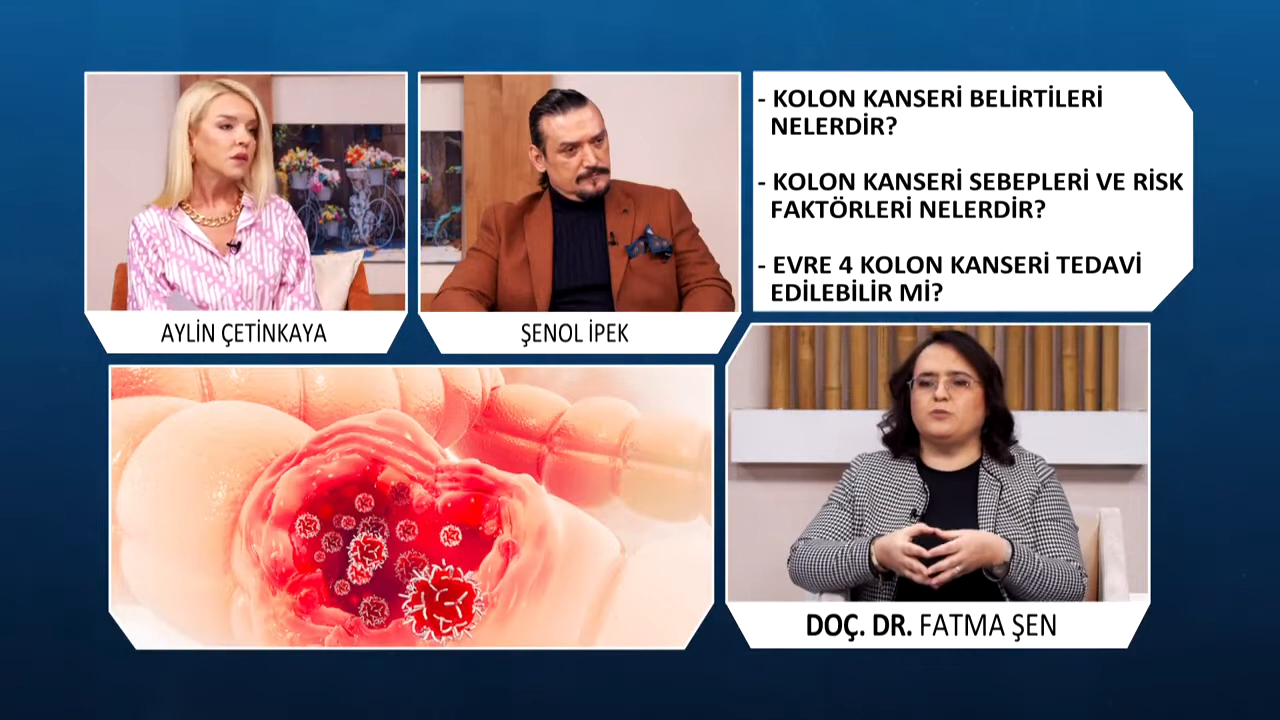 - KOLON KANSERİ BELİRTİLERİ
NELERDİR?
- KOLON KANSERİ SEBEPLERİ VE RİSK
FAKTÖRLERİ NELERDİR?
- EVRE 4 KOLON KANSERİ TEDAVİ
EDİLEBİLİR Mİ?
AYLİN ÇETİNKAYA
ŞENOL İPEK
DOÇ. DR. FATMA ŞEN